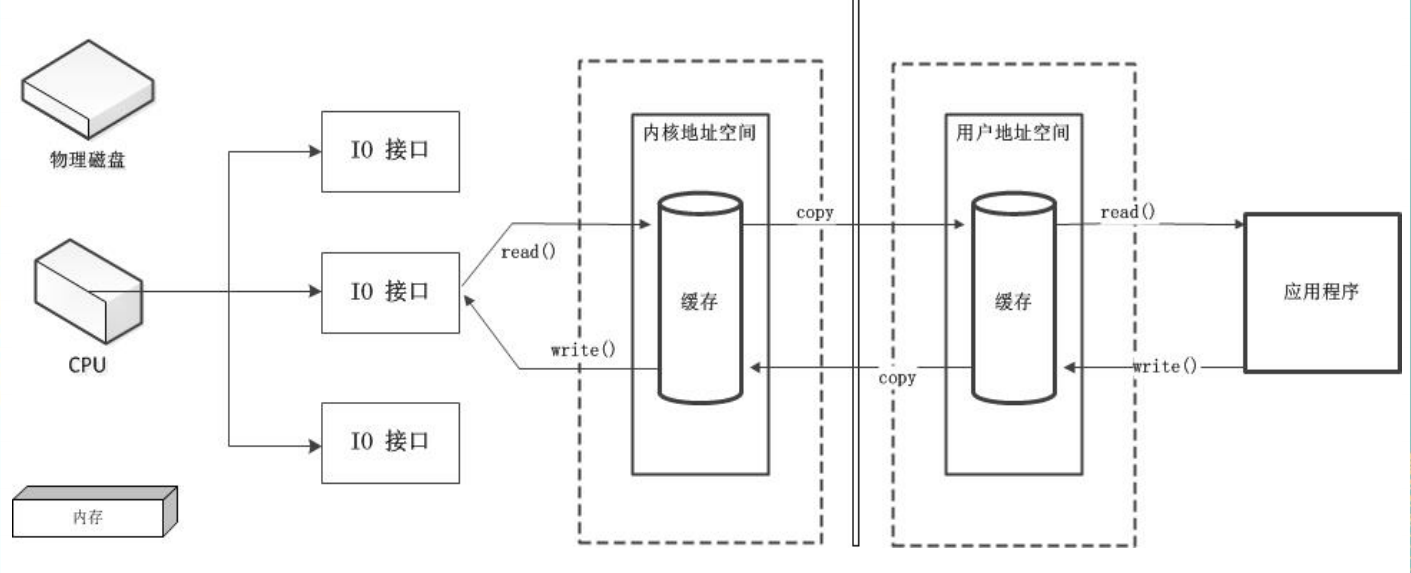 物理磁盘
CPU
内存
IO 接口
IO 接口
IO 接口
read()
write()
内核地址空间
缓存
copy
copy
用户地址空间
缓存
read()
write()
应用程序